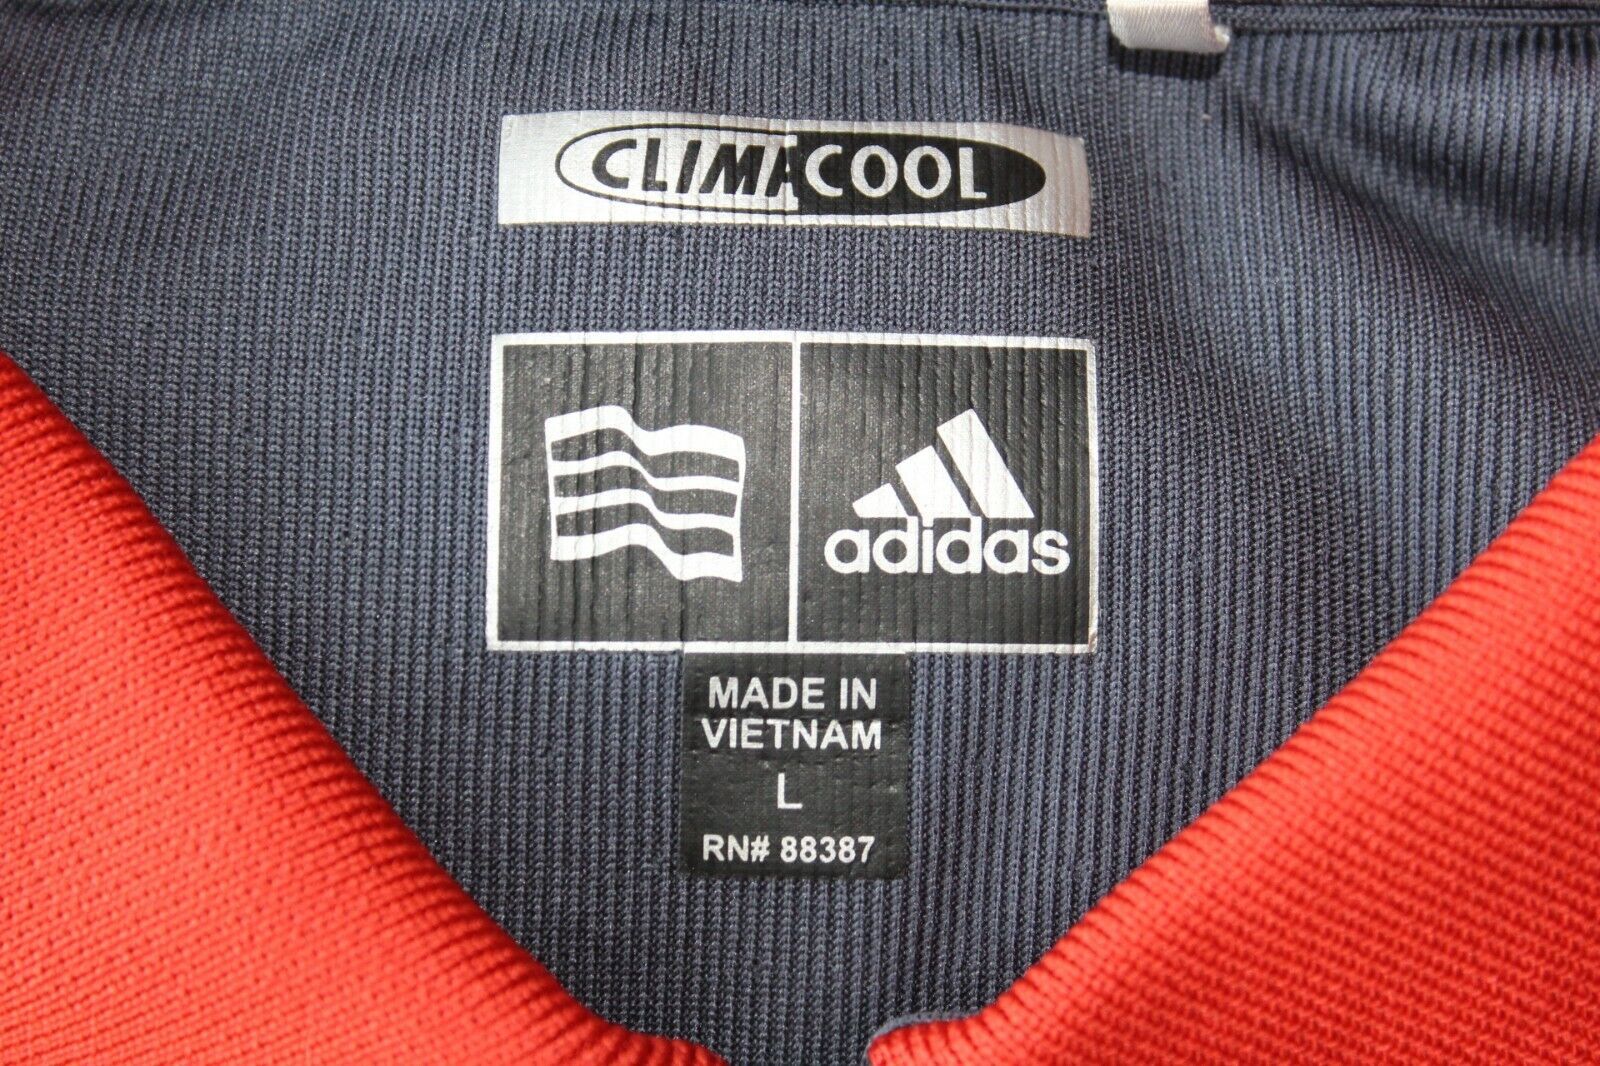 CLIMACOOL
adidas
MADE IN
VIETNAM
L
RN# 88387